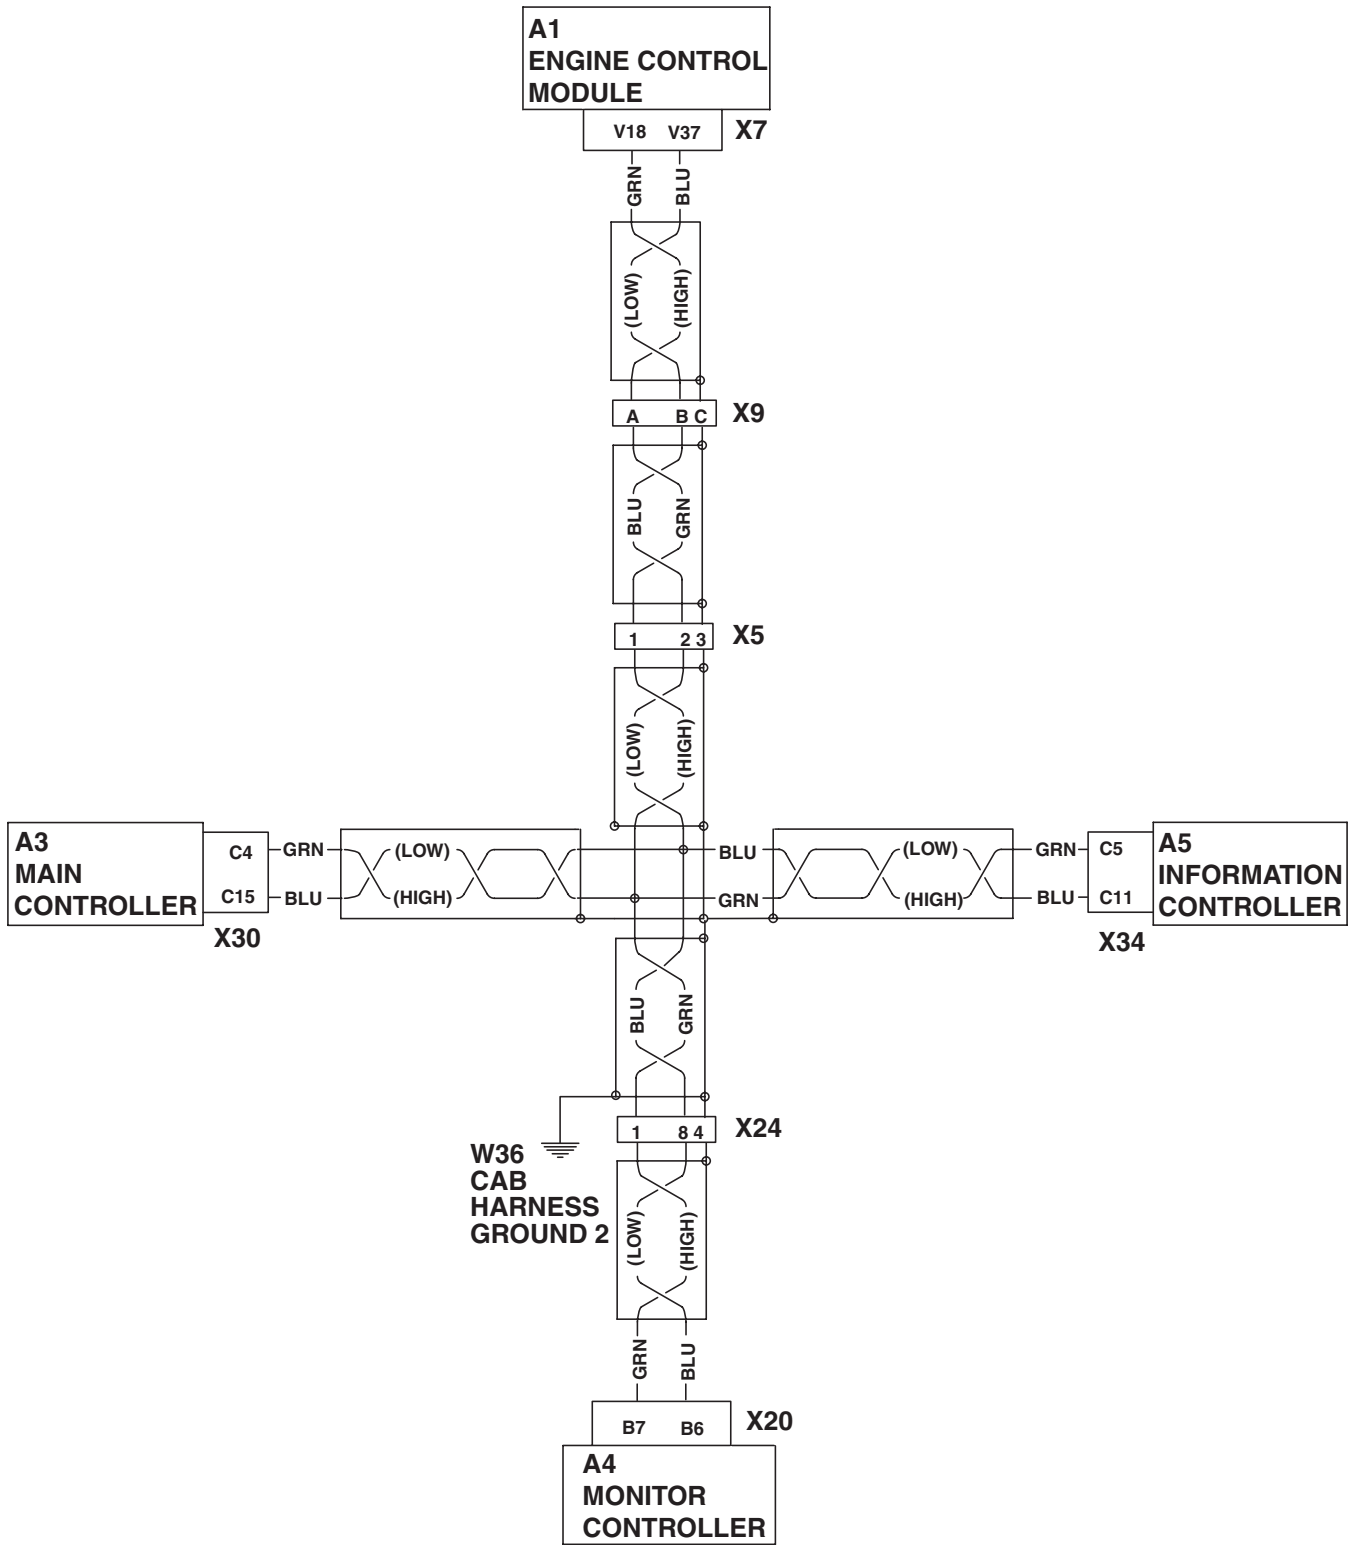 A1
ENGINE CONTROL
MODULE
V18 V37 X7
GRN BLU
(LOW) (HIGH)
A B C X9
BLU GRN
1 2 3 X5
(LOW) (HIGH)
A3
MAIN
CONTROLLER
C4 GRN (LOW)
C15 BLU (HIGH)
X30
BLU (LOW) GRN C5
GRN (HIGH) BLU C11
A5
INFORMATION
CONTROLLER
X34
BLU GRN
1 8 4 X24
W36
CAB
HARNESS
GROUND 2
(LOW) (HIGH)
GRN BLU
B7 B6 X20
A4
MONITOR
CONTROLLER